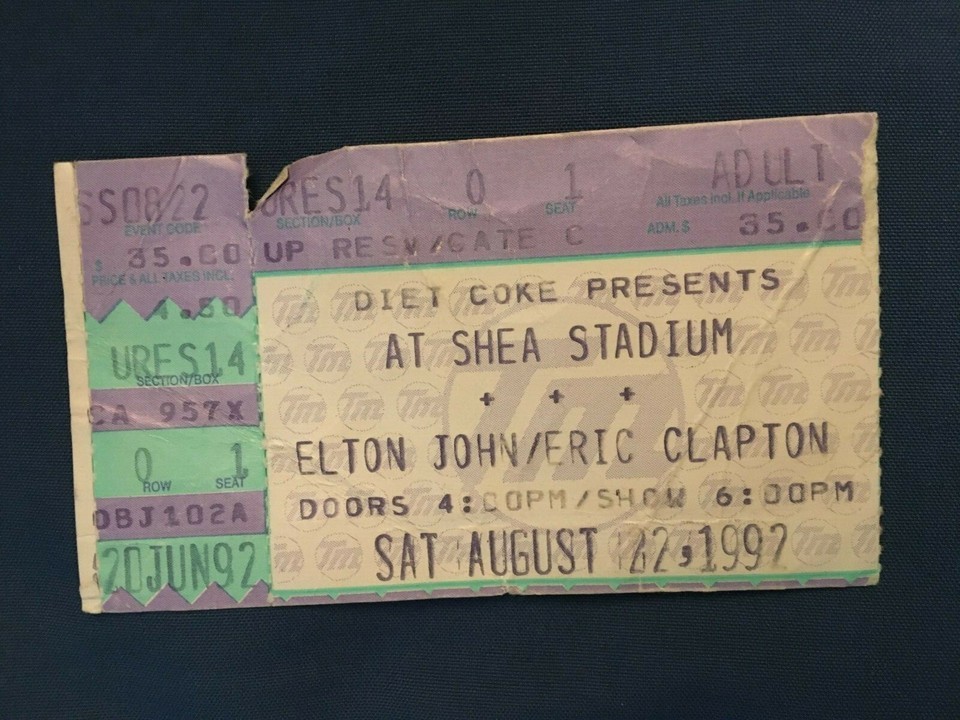 SS0822
EVENT CODE
$ 35.00
PRICE & ALL TAXES INCL.
4.50
URES14
SECTION/BOX
CA 957X
0 1
ROW SEAT
OBJ102A
20JUN92
URES14 0 1 ADULT
SECTION/BOX ROW SEAT All Taxes Incl. If Applicable
ADM. $ 35.00
UP RESV/GATE C
DIET COKE PRESENTS
AT SHEA STADIUM
+ + +
ELTON JOHN/ERIC CLAPTON
DOORS 4:00PM/SHOW 6:00PM
SAT AUGUST 22,1992